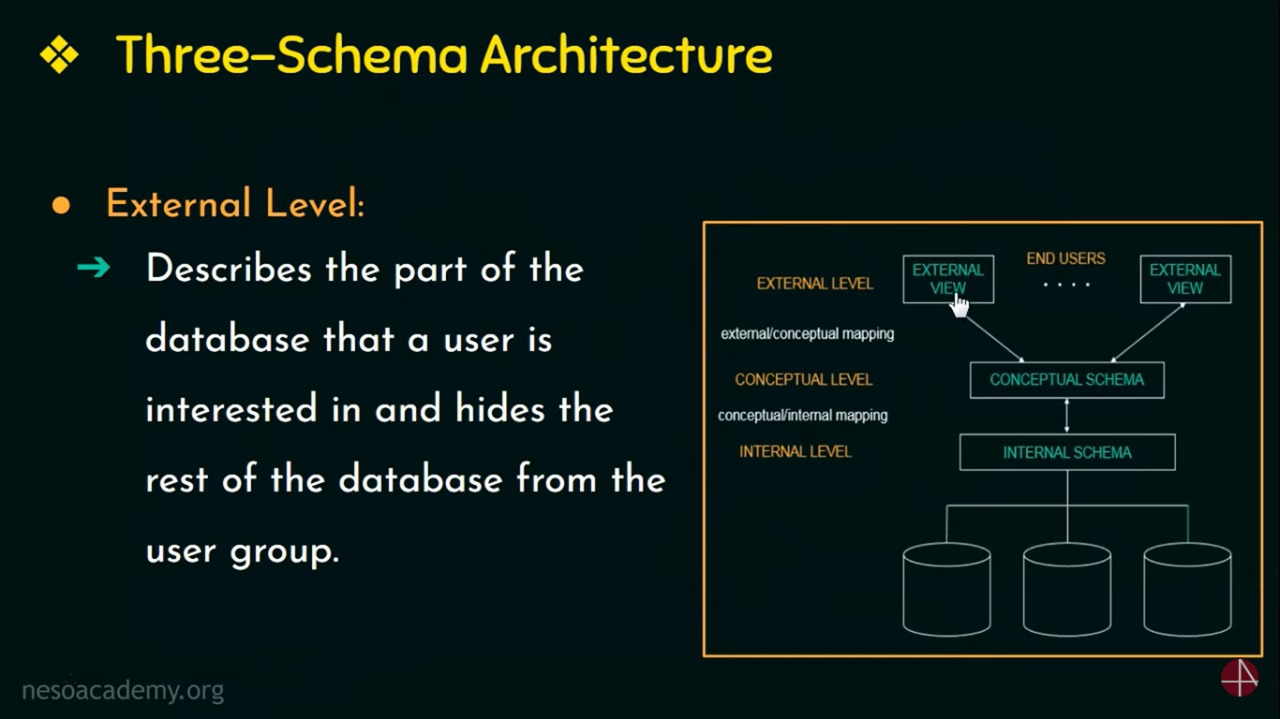 ❖ Three-Schema Architecture
● External Level:
➔ Describes the part of the
database that a user is
interested in and hides the
rest of the database from the
user group.
END USERS
EXTERNAL LEVEL
EXTERNAL
VIEW
. . . .
EXTERNAL
VIEW
external/conceptual mapping
CONCEPTUAL LEVEL
CONCEPTUAL SCHEMA
conceptual/internal mapping
INTERNAL LEVEL
INTERNAL SCHEMA
nesoacademy.org